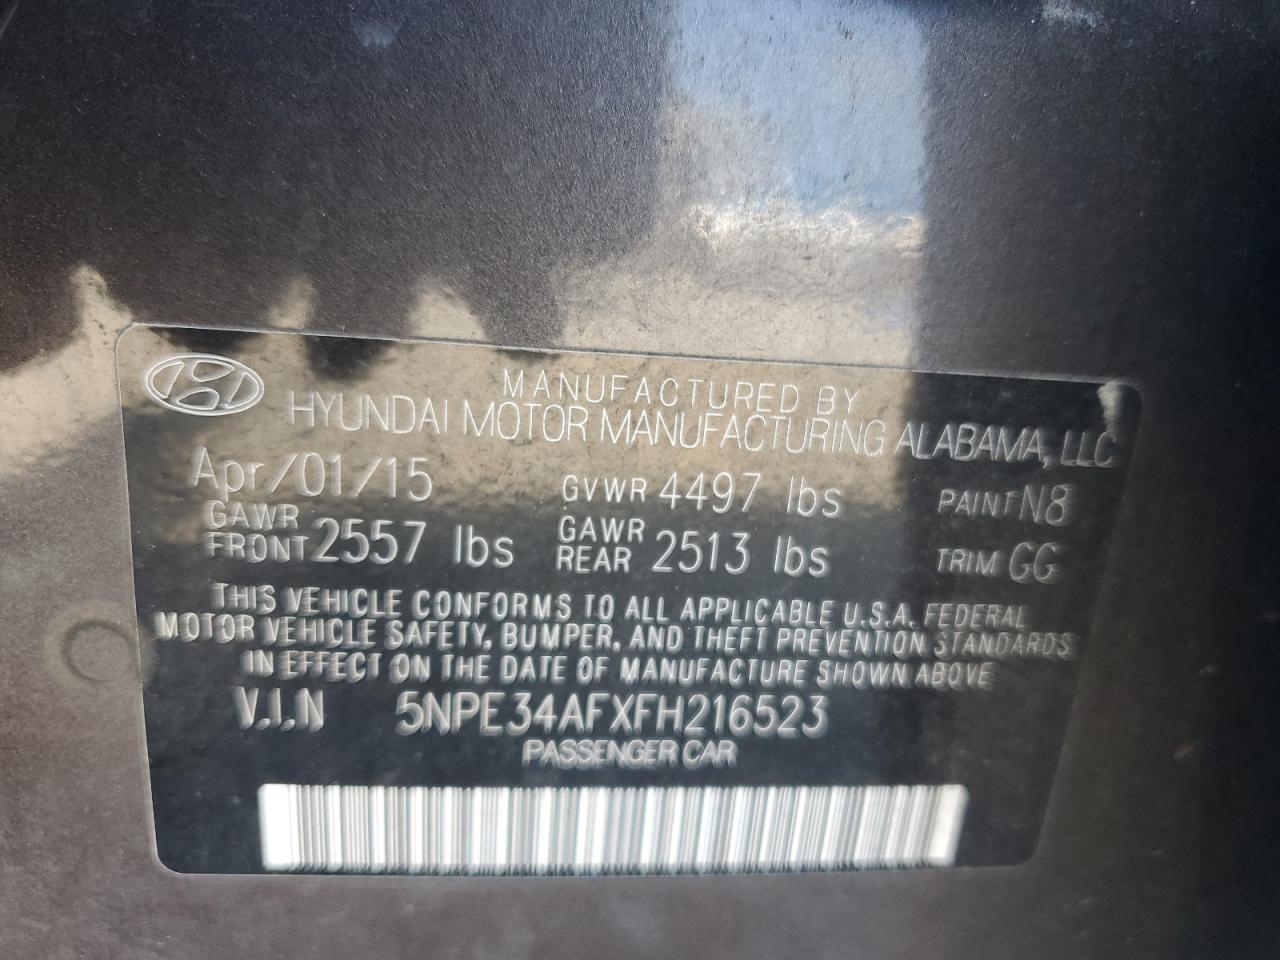 MANUFACTURED BY
HYUNDAI MOTOR MANUFACTURING ALABAMA, LLC
Apr/01/15 GVWR 4497 lbs PAINT N8
GAWR FRONT 2557 lbs GAWR REAR 2513 lbs TRIM GG
THIS VEHICLE CONFORMS TO ALL APPLICABLE U.S.A. FEDERAL
MOTOR VEHICLE SAFETY, BUMPER, AND THEFT PREVENTION STANDARDS
IN EFFECT ON THE DATE OF MANUFACTURE SHOWN ABOVE
V.I.N 5NPE34AFXFH216523
PASSENGER CAR